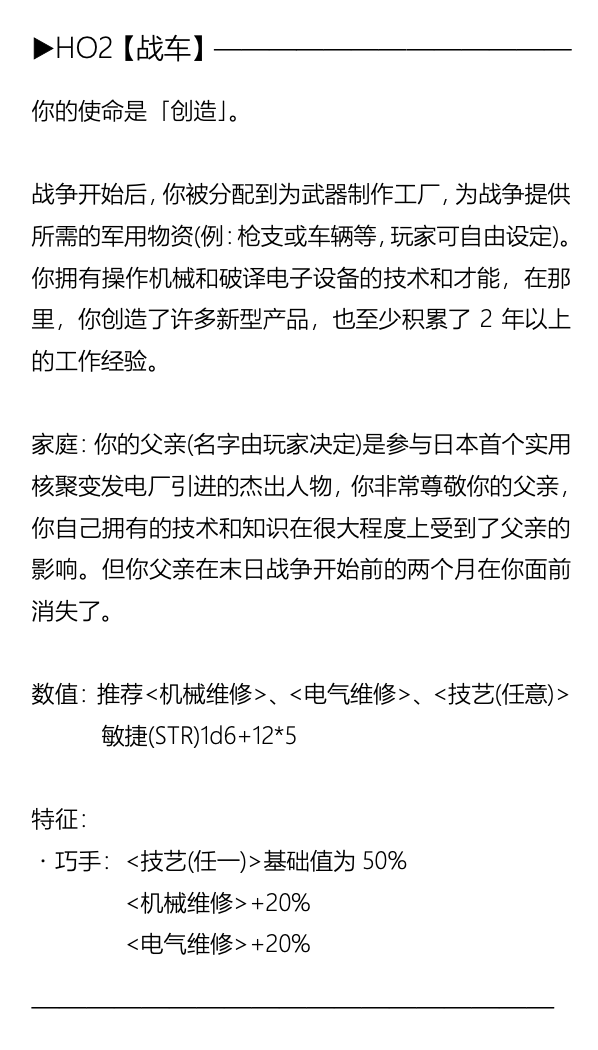 ▶HO2【战车】
你的使命是「创造」。
战争开始后，你被分配到为武器制作工厂，为战争提供
所需的军用物资(例：枪支或车辆等，玩家可自由设定)。
你拥有操作机械和破译电子设备的技术和才能，在那
里，你创造了许多新型产品，也至少积累了 2 年以上
的工作经验。
家庭：你的父亲(名字由玩家决定)是参与日本首个实用
核聚变发电厂引进的杰出人物，你非常尊敬你的父亲，
你自己拥有的技术和知识在很大程度上受到了父亲的
影响。但你父亲在末日战争开始前的两个月在你面前
消失了。
数值：推荐<机械维修>、<电气维修>、<技艺(任意)>
敏捷(STR)1d6+12*5
特征：
・巧手：<技艺(任一)>基础值为 50%
<机械维修>+20%
<电气维修>+20%